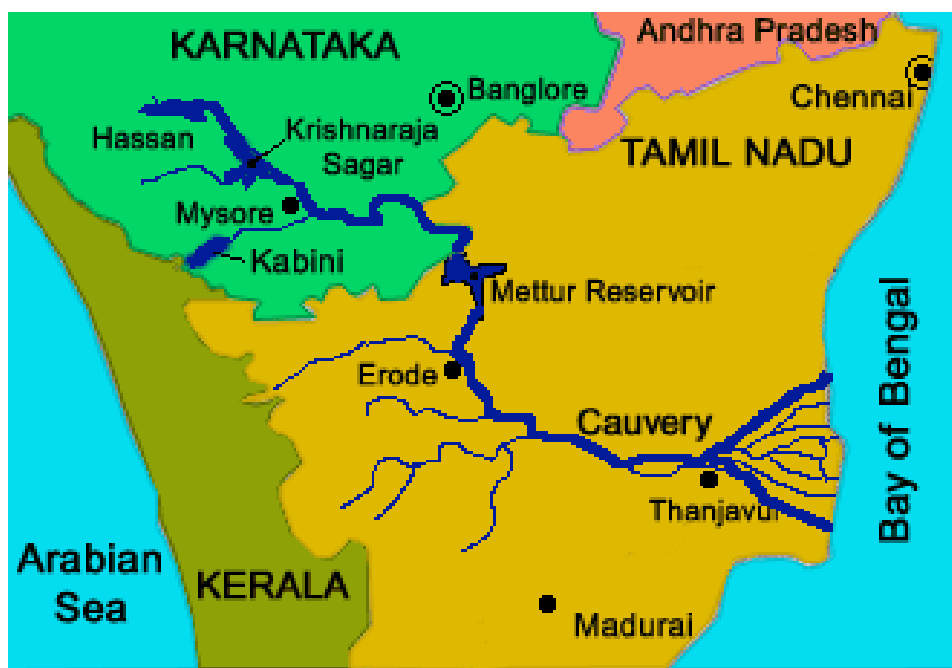 KARNATAKA
Andhra Pradesh
Banglore
Chennai
Hassan
Krishnaraja
Sagar
TAMIL NADU
Mysore
Kabini
Mettur Reservoir
Bay of Bengal
Erode
Cauvery
Thanjavur
Arabian
Sea
KERALA
Madurai